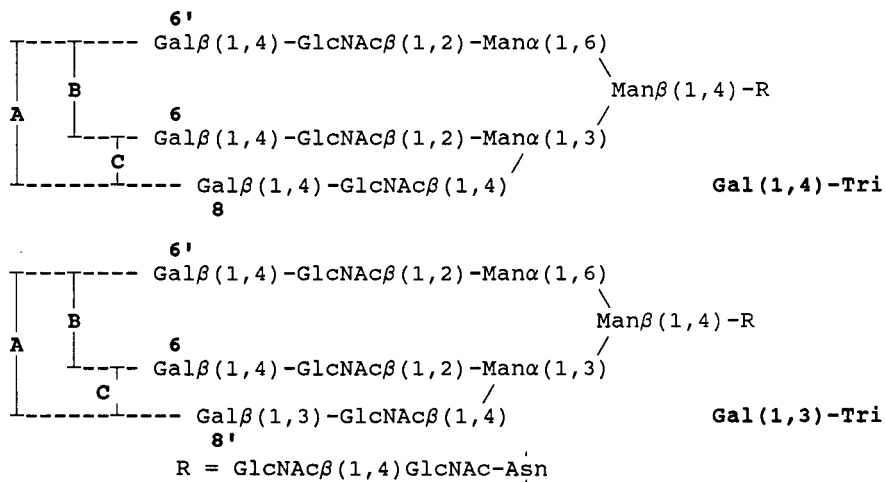 6'
Galβ(1,4)-GlcNAcβ(1,2)-Manα(1,6)
B
Manβ(1,4)-R
A
6
Galβ(1,4)-GlcNAcβ(1,2)-Manα(1,3)
C
Galβ(1,4)-GlcNAcβ(1,4)
Gal(1,4)-Tri
8
6'
Galβ(1,4)-GlcNAcβ(1,2)-Manα(1,6)
B
Manβ(1,4)-R
A
6
Galβ(1,4)-GlcNAcβ(1,2)-Manα(1,3)
C
Galβ(1,3)-GlcNAcβ(1,4)
Gal(1,3)-Tri
8'
R = GlcNAcβ(1,4)GlcNAc-Asn